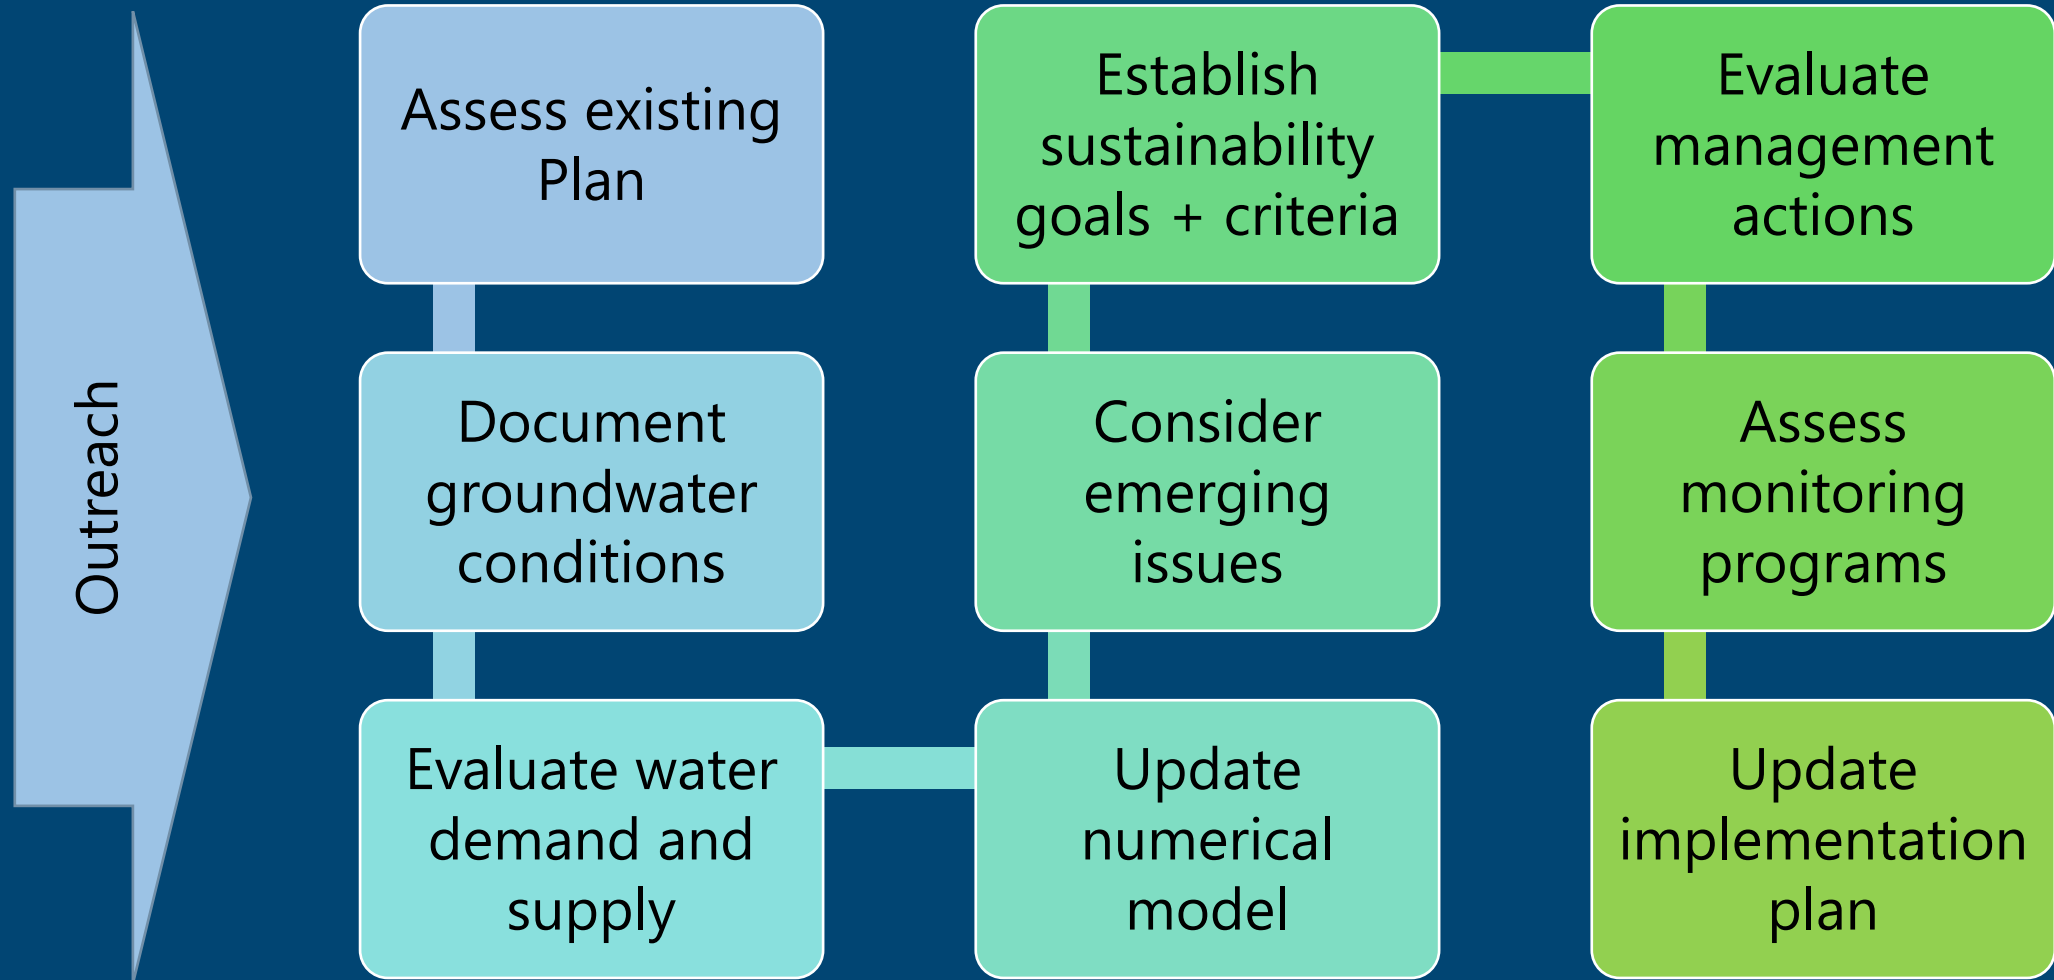 Outreach
Assess existing
Plan
Document
groundwater
conditions
Evaluate water
demand and
supply
Update
numerical
model
Consider
emerging
issues
Establish
sustainability
goals + criteria
Evaluate
management
actions
Assess
monitoring
programs
Update
implementation
plan